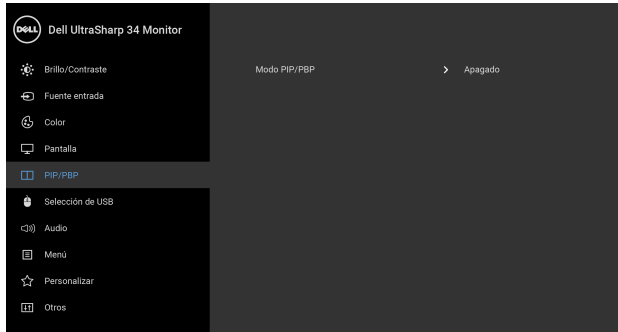 DELL Dell UltraSharp 34 Monitor
Brillo/Contraste
Modo PIP/PBP
Apagado
Fuente entrada
Color
Pantalla
PIP/PBP
Selección de USB
Audio
Menú
Personalizar
Otros